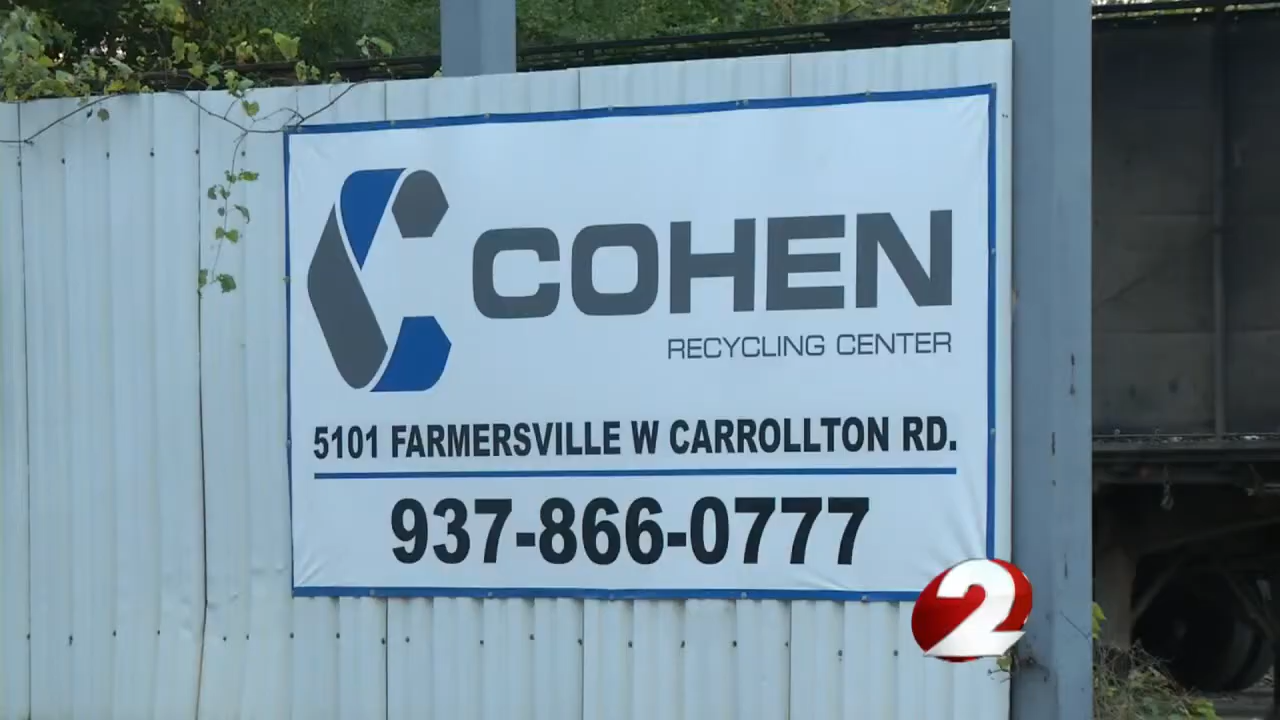 COHEN
RECYCLING CENTER
5101 FARMERSVILLE W CARROLLTON RD.
937-866-0777
2